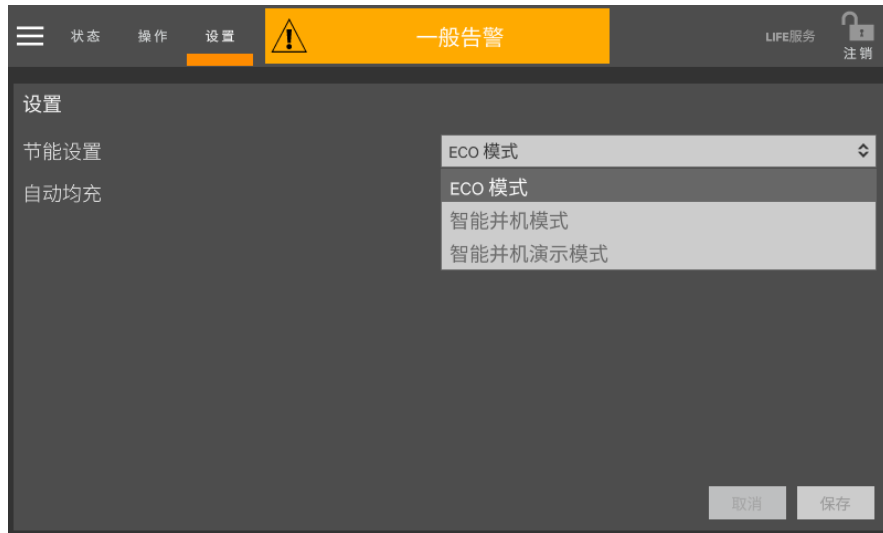 状态 操作 设置 一般告警 LIFE服务 注销
设置
节能设置 ECO 模式
自动均充 ECO 模式
智能并机模式
智能并机演示模式
取消 保存